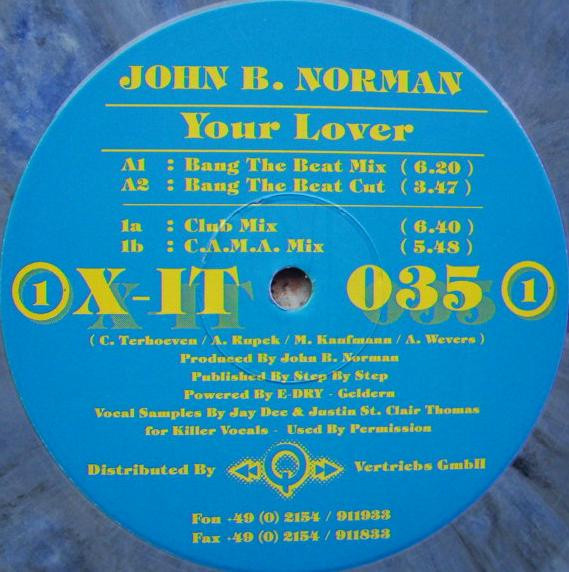 JOHN B. NORMAN
Your Lover
A1 : Bang The Beat Mix ( 6.20 )
A2 : Bang The Beat Cut ( 3.47 )
1a : Club Mix ( 6.40 )
1b : C.A.M.A. Mix ( 5.48 )
1 X-IT 035 1
( C. Terhoeven / A. Rupek / M. Kaufmann / A. Wevers )
Produced By John B. Norman
Published By Step By Step
Powered By E-DRY - Geldern
Vocal Samples By Jay Dee & Justin St. Clair Thomas
for Killer Vocals - Used By Permission
Distributed By Q Vertriebs GmbH
Fon +49 (0) 2154 / 911933
Fax +49 (0) 2154 / 911833